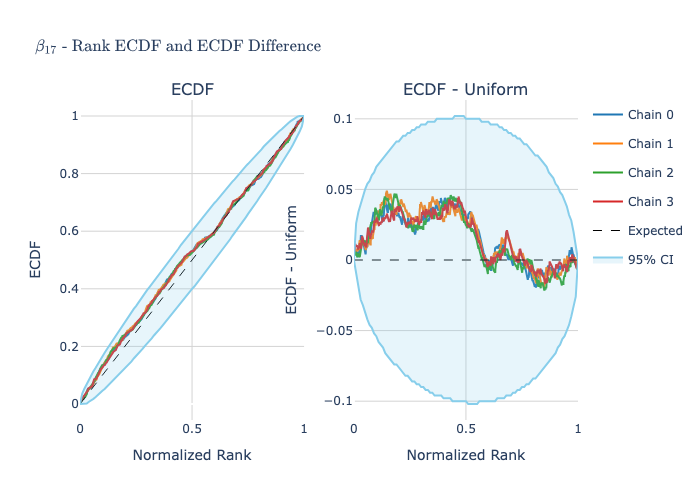 β17 - Rank ECDF and ECDF Difference
ECDF
ECDF
1
0.8
0.6
0.4
0.2
0
0
0.5
1
Normalized Rank
ECDF - Uniform
ECDF - Uniform
0.1
0.05
0
−0.05
−0.1
0
0.5
1
Normalized Rank
Chain 0
Chain 1
Chain 2
Chain 3
Expected
95% CI